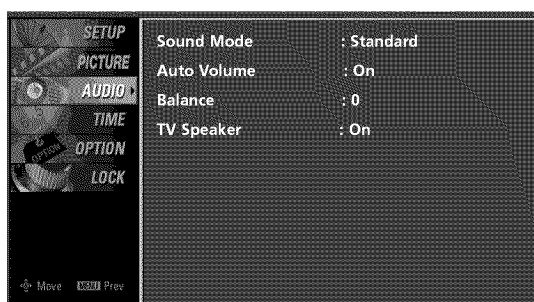 SETUP
PICTURE
AUDIO
TIME
OPTION
OPTION
LOCK
Sound Mode : Standard
Auto Volume : On
Balance : 0
TV Speaker : On
Move MENU Prev